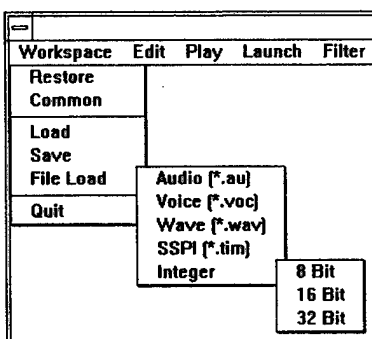 Workspace Edit Play Launch Filter
Restore
Common
Load
Save
File Load
Quit
Audio (*.au)
Voice (*.voc)
Wave (*.wav)
SSPI (*.tim)
Integer
8 Bit
16 Bit
32 Bit